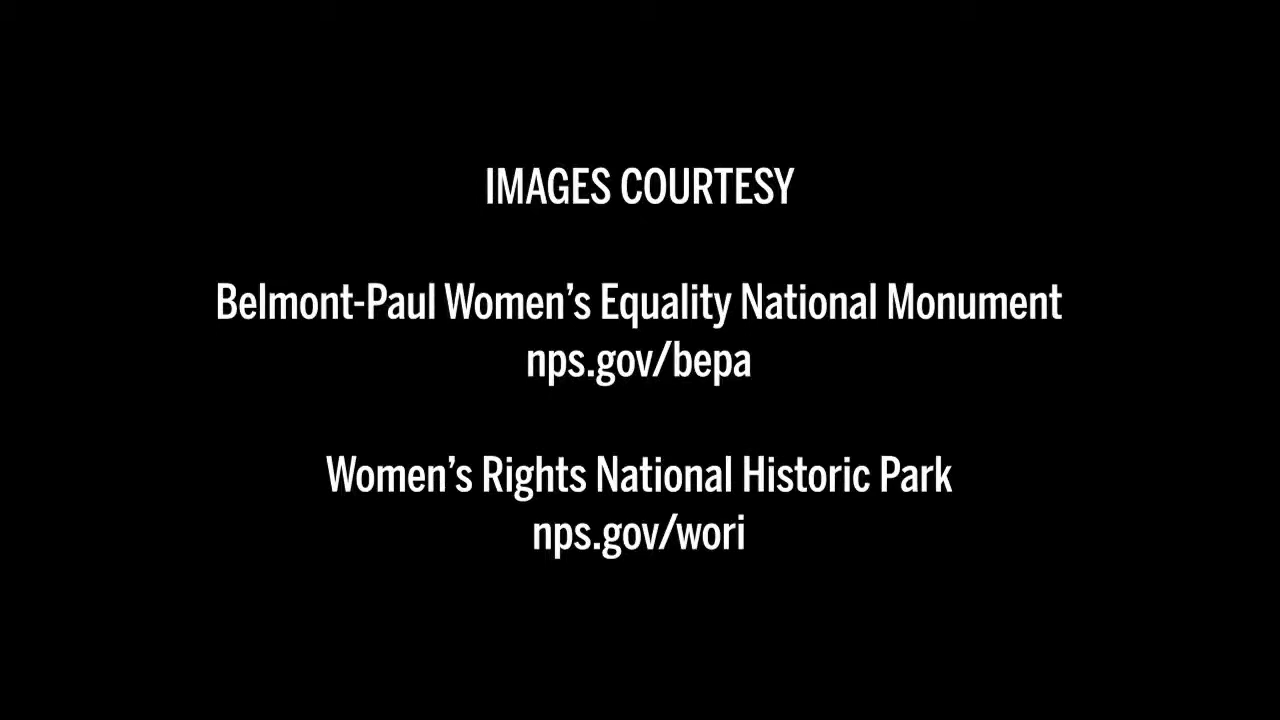 IMAGES COURTESY
Belmont-Paul Women’s Equality National Monument
nps.gov/bepa
Women’s Rights National Historic Park
nps.gov/wori